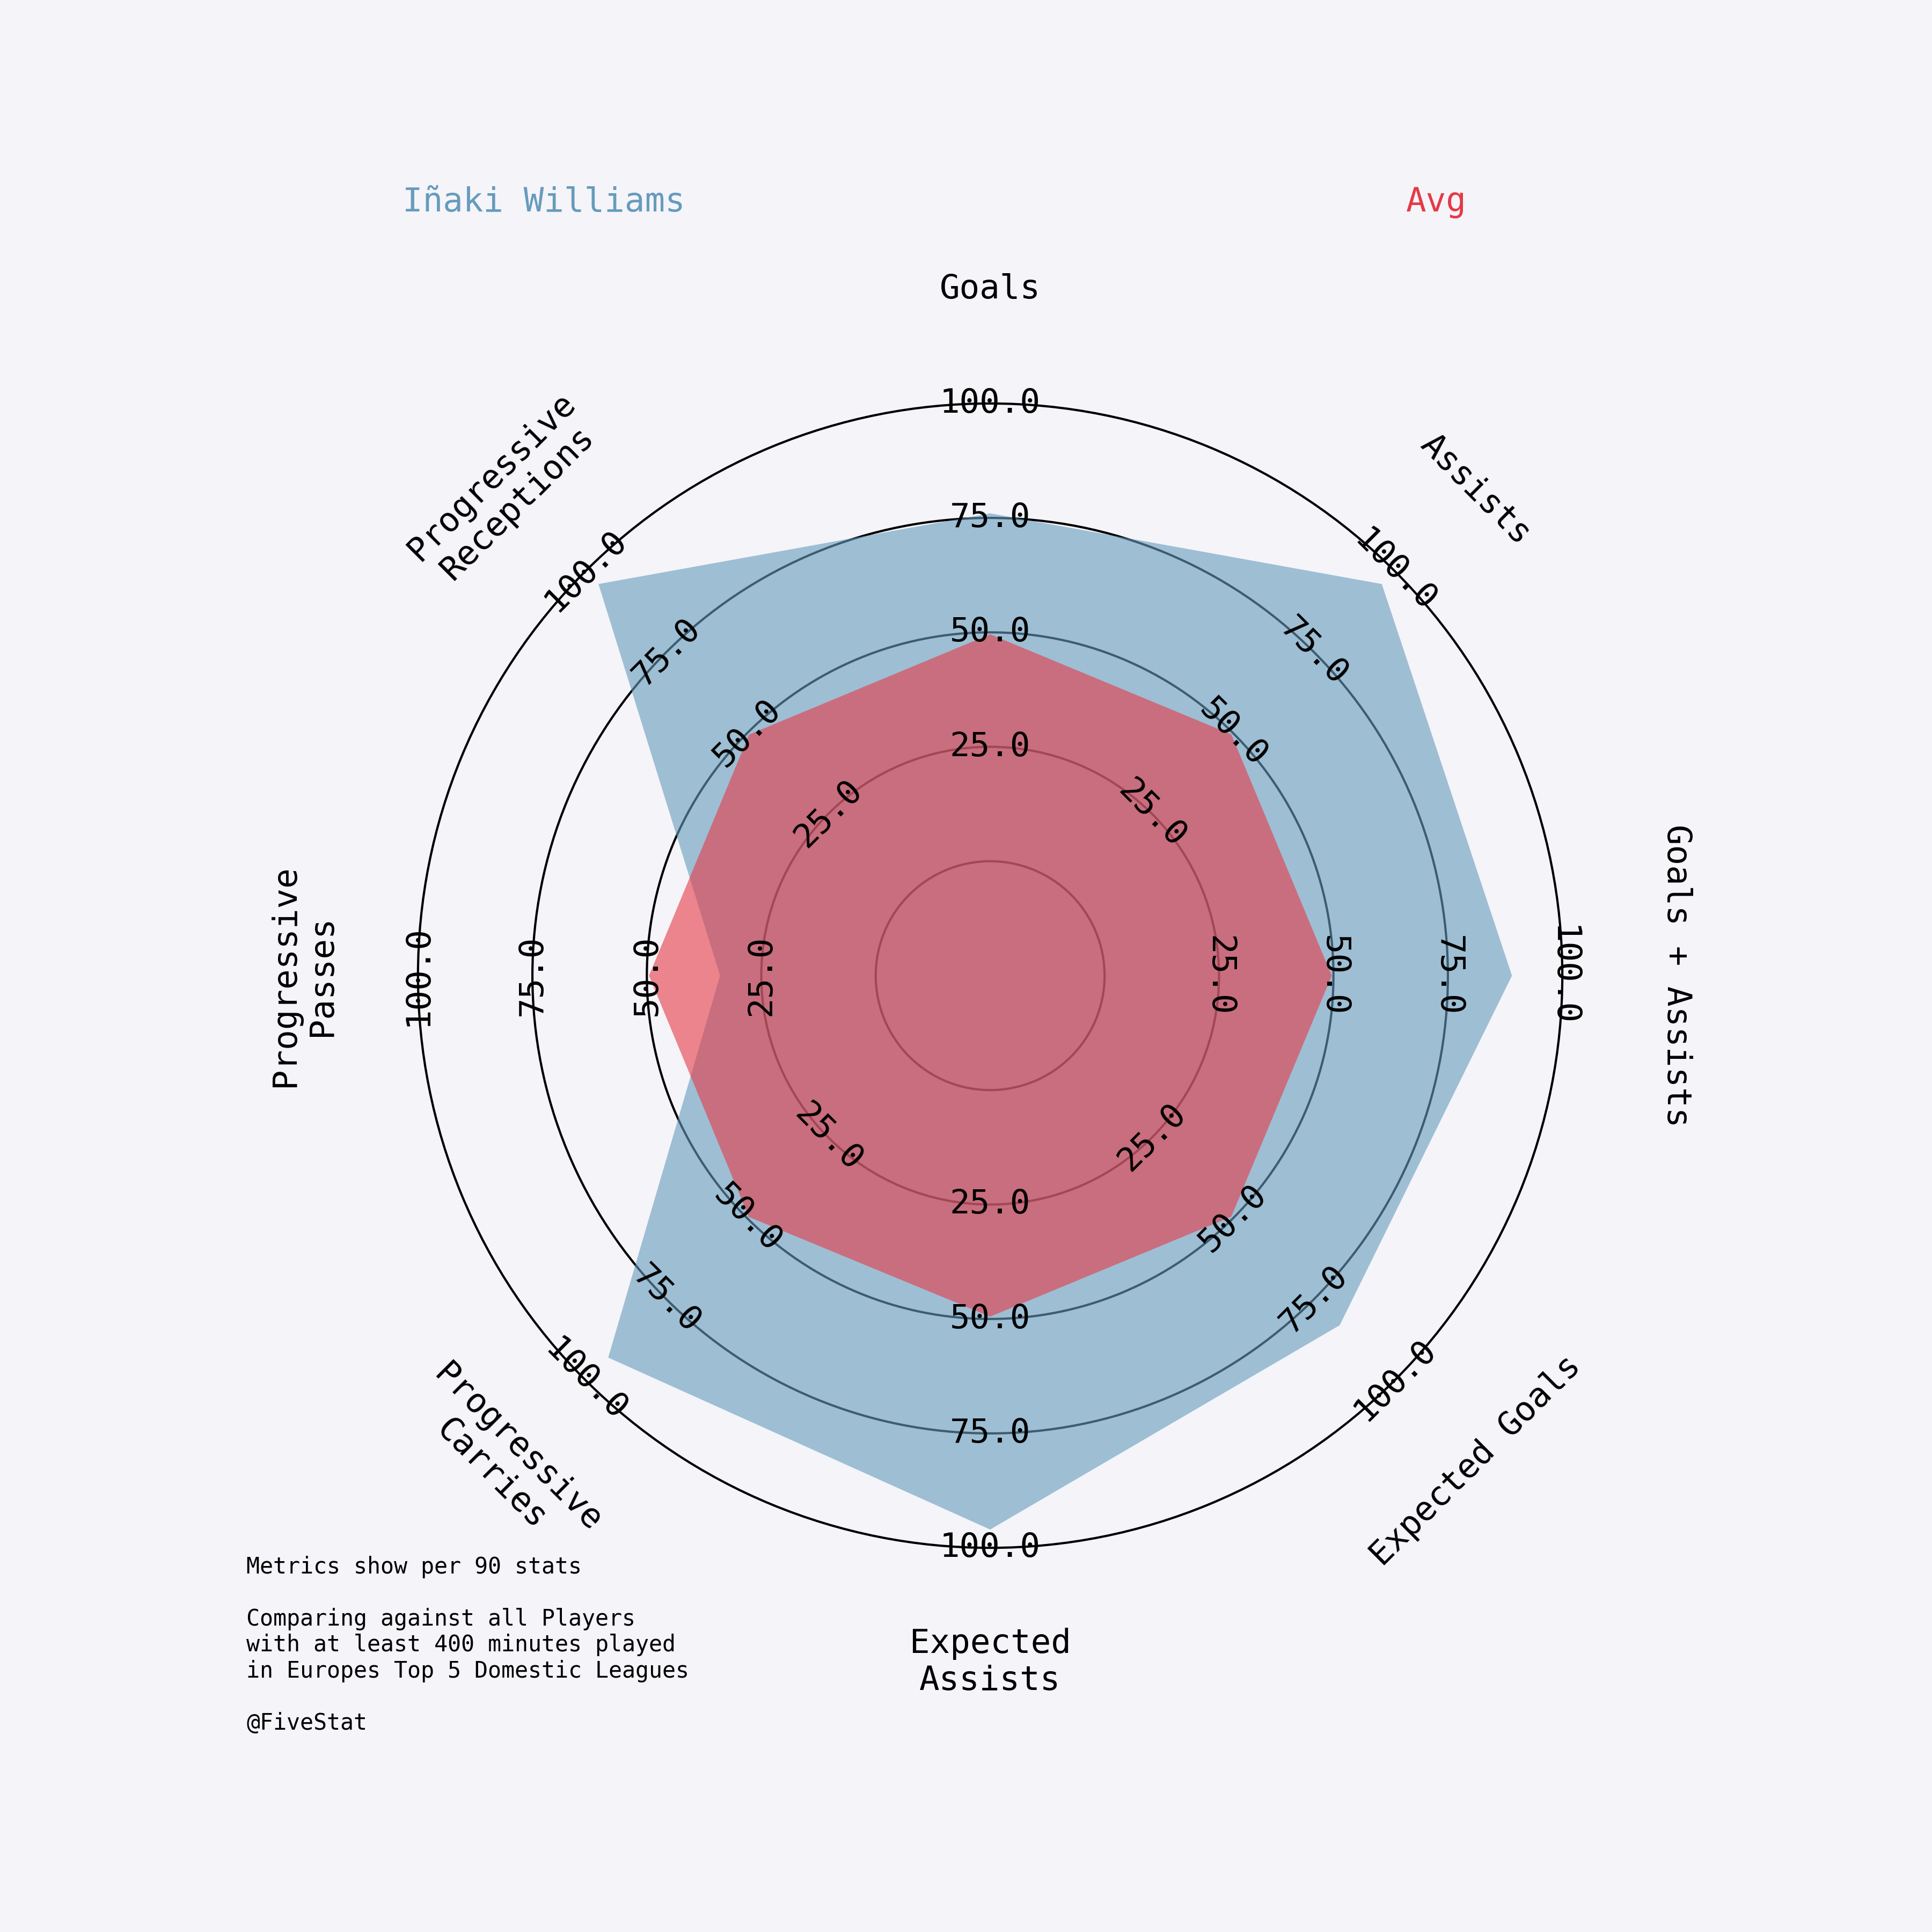 Iñaki Williams
Avg
Goals
Assists
Goals + Assists
Expected Goals
Expected
Assists
Progressive
Carries
Progressive
Passes
Progressive
Receptions
25.0
50.0
75.0
100.0
25.0
50.0
75.0
100.0
25.0
50.0
75.0
100.0
25.0
50.0
75.0
100.0
25.0
50.0
75.0
100.0
25.0
50.0
75.0
100.0
25.0
50.0
75.0
100.0
25.0
50.0
75.0
100.0
Metrics show per 90 stats
Comparing against all Players
with at least 400 minutes played
in Europes Top 5 Domestic Leagues
@FiveStat